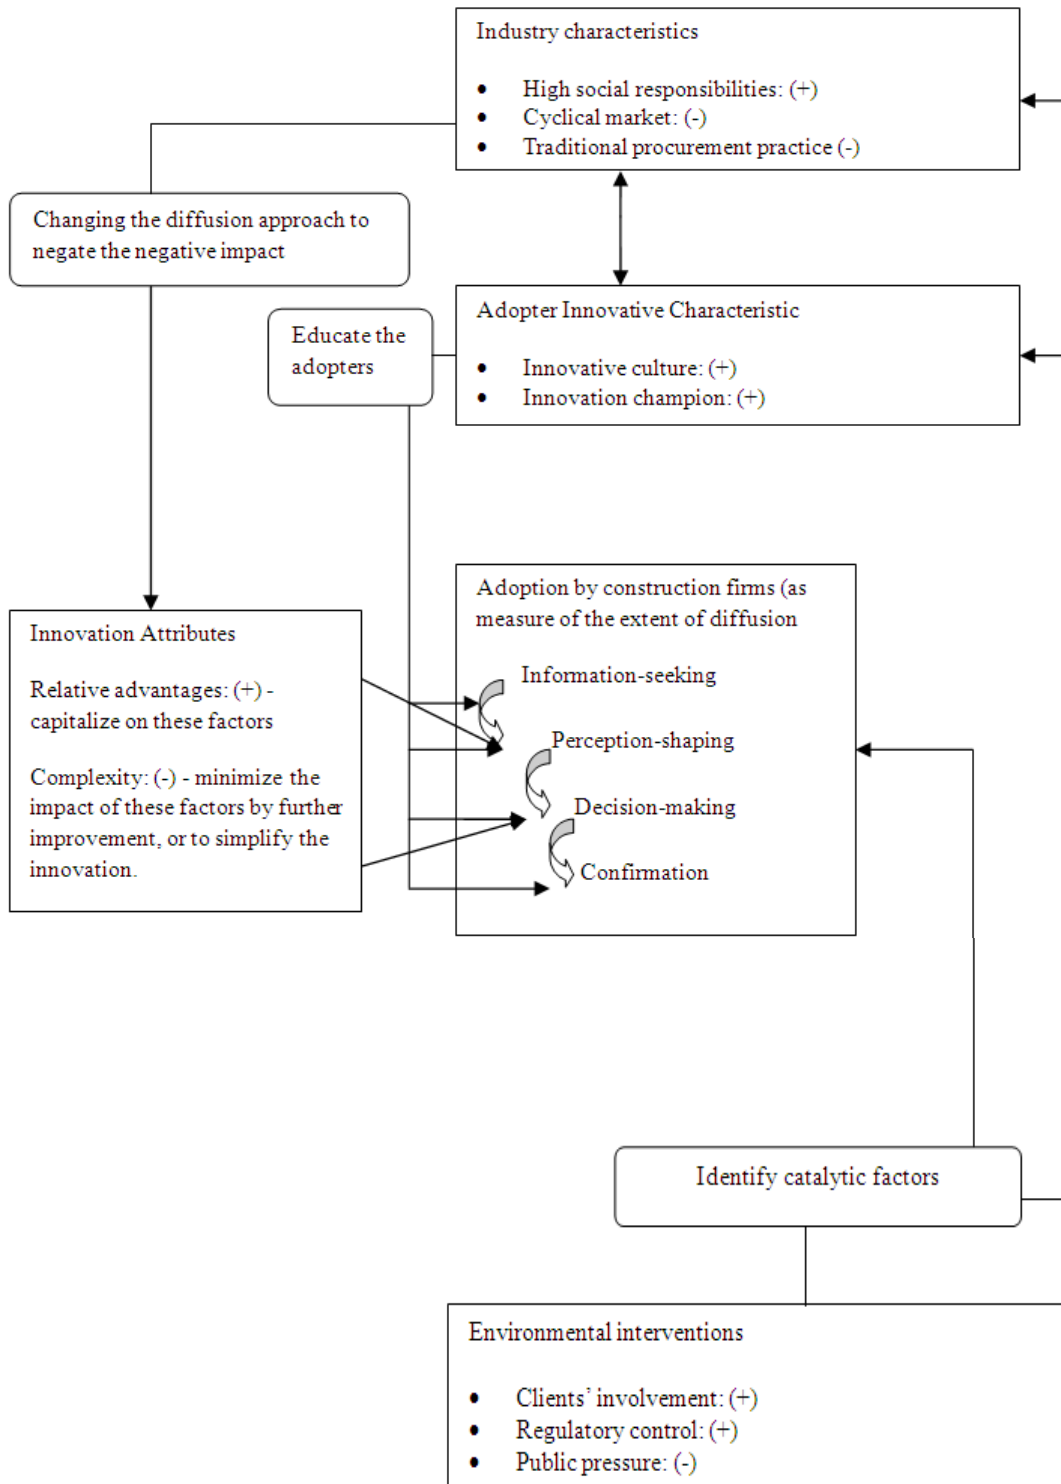 Industry characteristics
• High social responsibilities: (+)
• Cyclical market: (-)
• Traditional procurement practice (-)
Changing the diffusion approach to
negate the negative impact
Adopter Innovative Characteristic
• Innovative culture: (+)
• Innovation champion: (+)
Educate the
adopters
Adoption by construction firms (as
measure of the extent of diffusion
Information-seeking
Perception-shaping
Decision-making
Confirmation
Innovation Attributes
Relative advantages: (+) -
capitalize on these factors
Complexity: (-) - minimize the
impact of these factors by further
improvement, or to simplify the
innovation.
Identify catalytic factors
Environmental interventions
• Clients’ involvement: (+)
• Regulatory control: (+)
• Public pressure: (-)